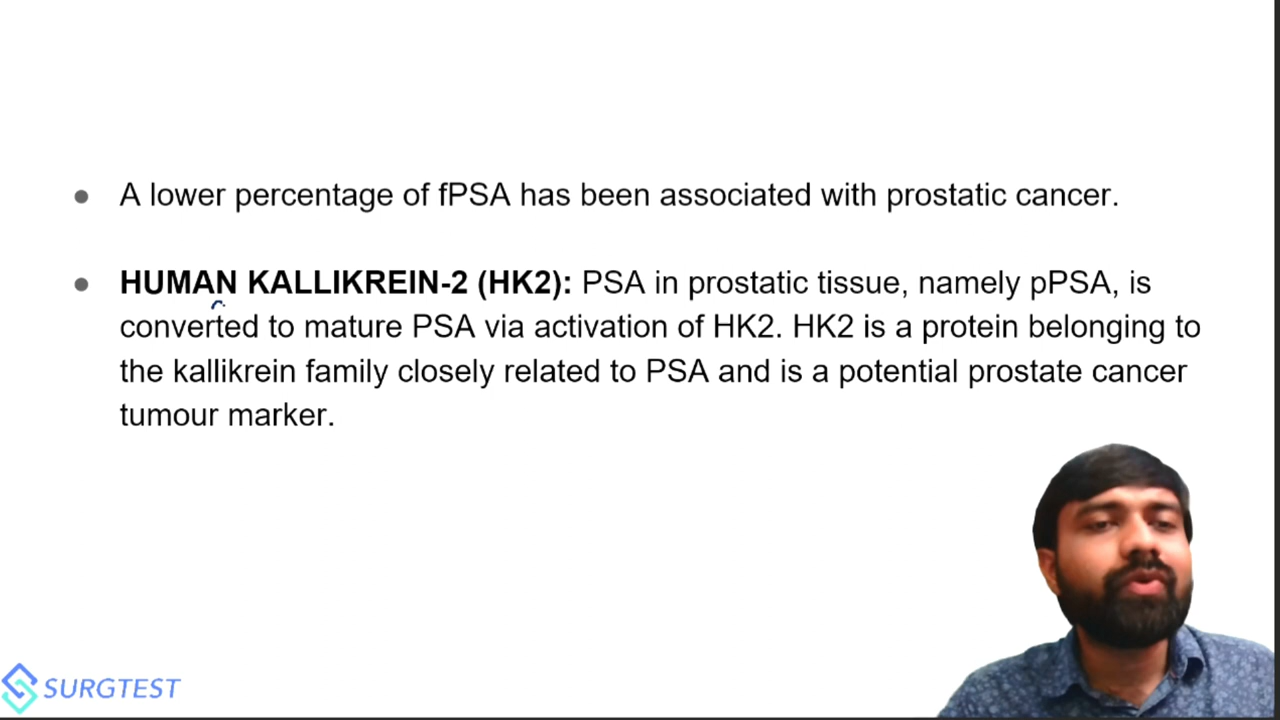 ● A lower percentage of fPSA has been associated with prostatic cancer.
● HUMAN KALLIKREIN-2 (HK2): PSA in prostatic tissue, namely pPSA, is
converted to mature PSA via activation of HK2. HK2 is a protein belonging to
the kallikrein family closely related to PSA and is a potential prostate cancer
tumour marker.
SURGTEST